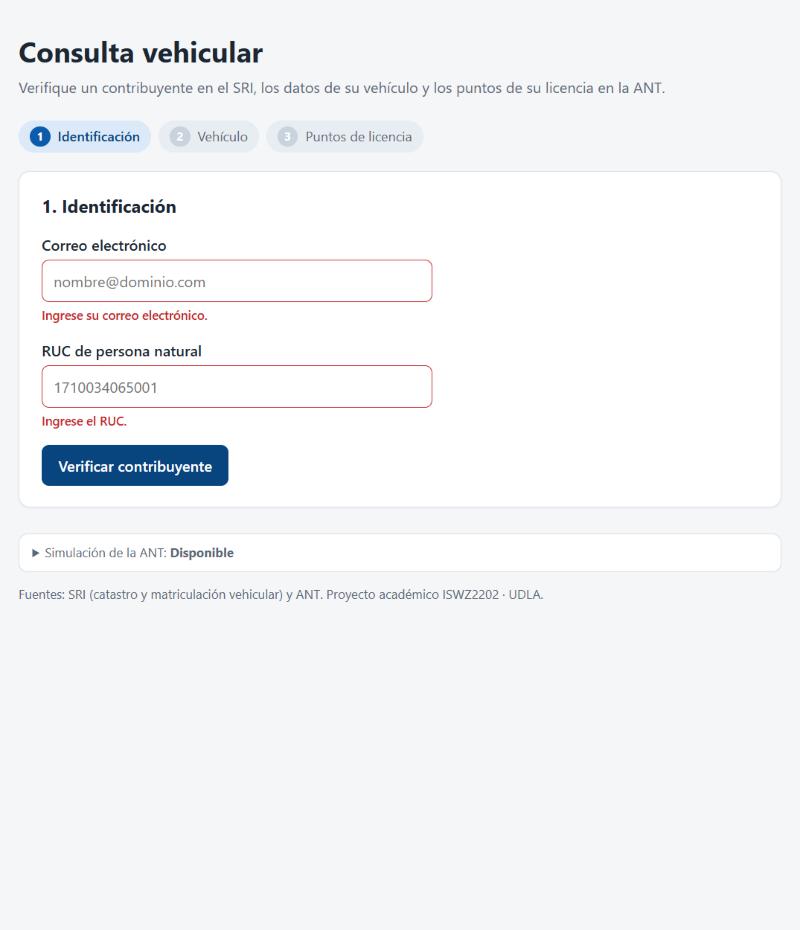 Consulta vehicular
Verifique un contribuyente en el SRI, los datos de su vehículo y los puntos de su licencia en la ANT.
1 Identificación 2 Vehículo 3 Puntos de licencia
1. Identificación
Correo electrónico
nombre@dominio.com
Ingrese su correo electrónico.
RUC de persona natural
1710034065001
Ingrese el RUC.
Verificar contribuyente
Simulación de la ANT: Disponible
Fuentes: SRI (catastro y matriculación vehicular) y ANT. Proyecto académico ISWZ2202 · UDLA.